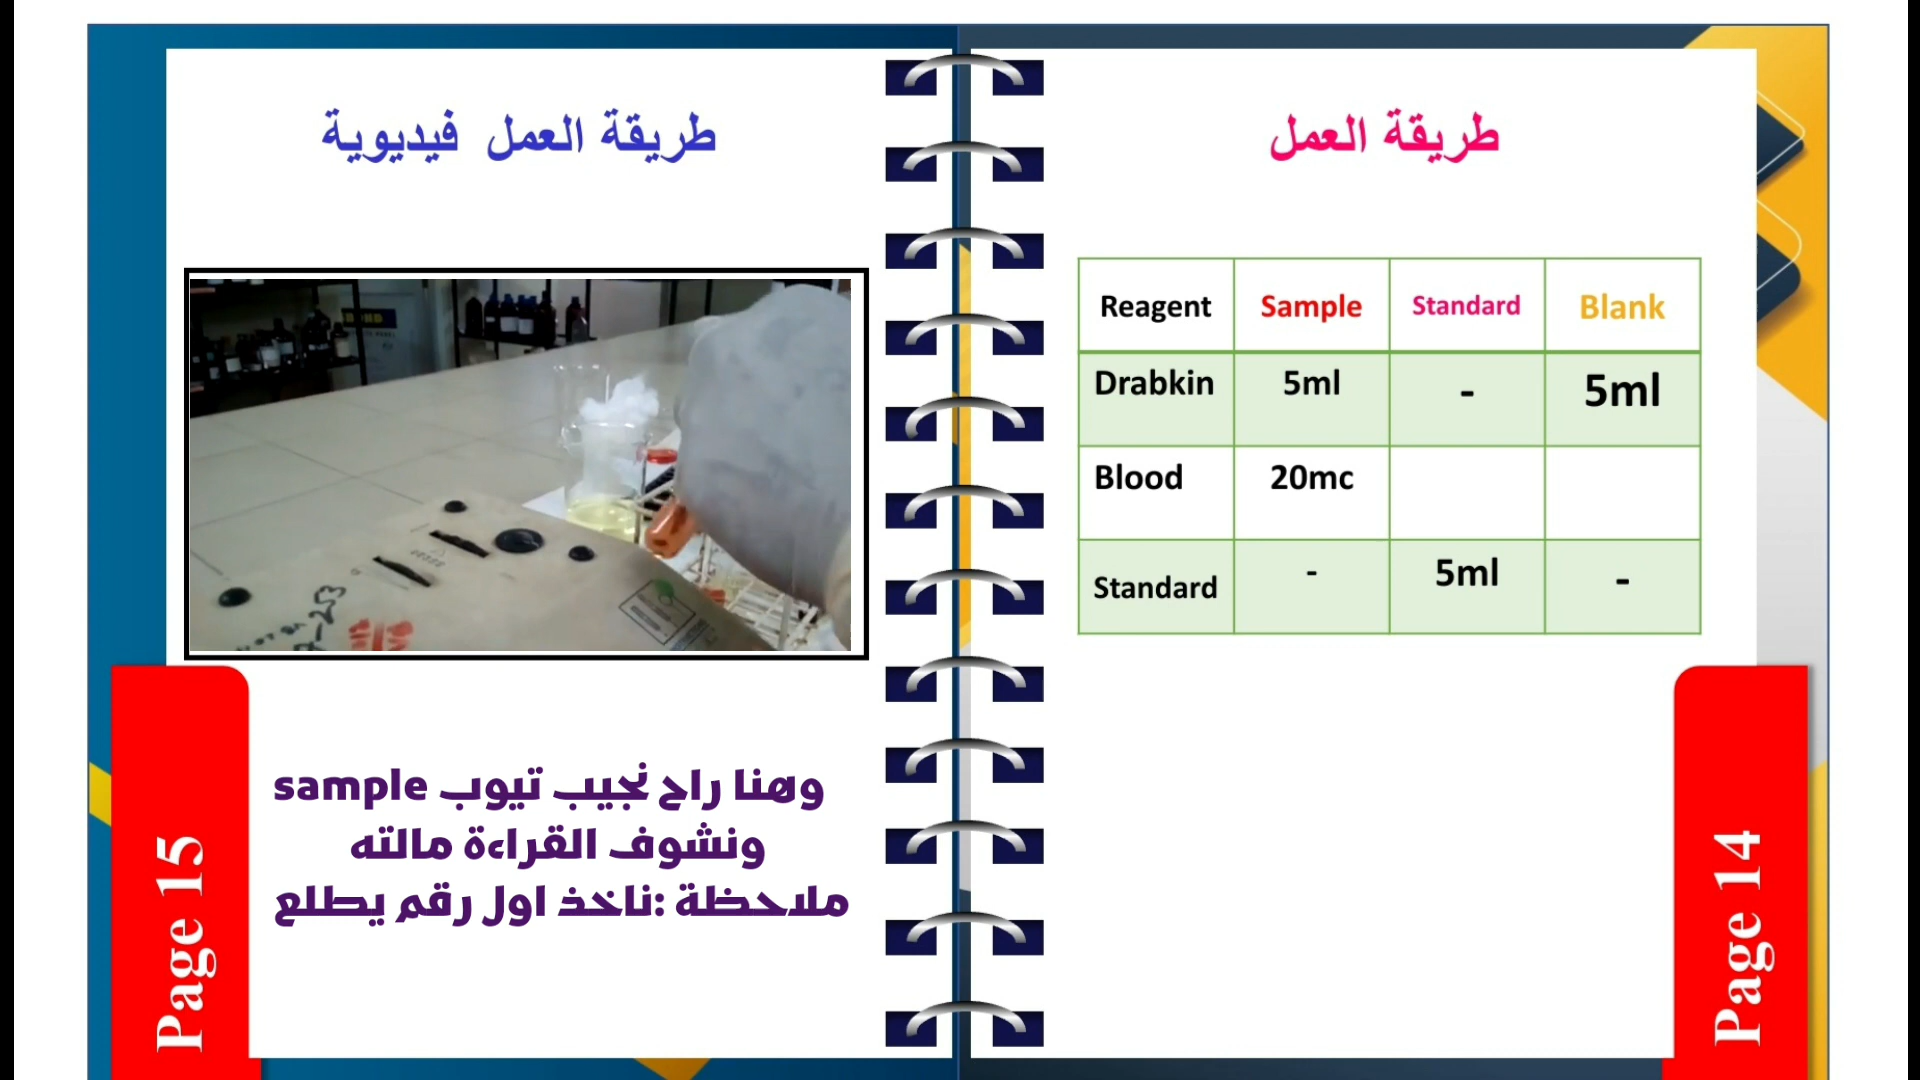 طريقة العمل
Reagent Sample Standard Blank
Drabkin 5ml - 5ml
Blood 20mc
Standard - 5ml -
Page 14
طريقة العمل فيديوية
وهنا راح نجيب تيوب sample
ونشوف القراءة مالته
ملاحظة :ناخذ اول رقم يطلع
Page 15